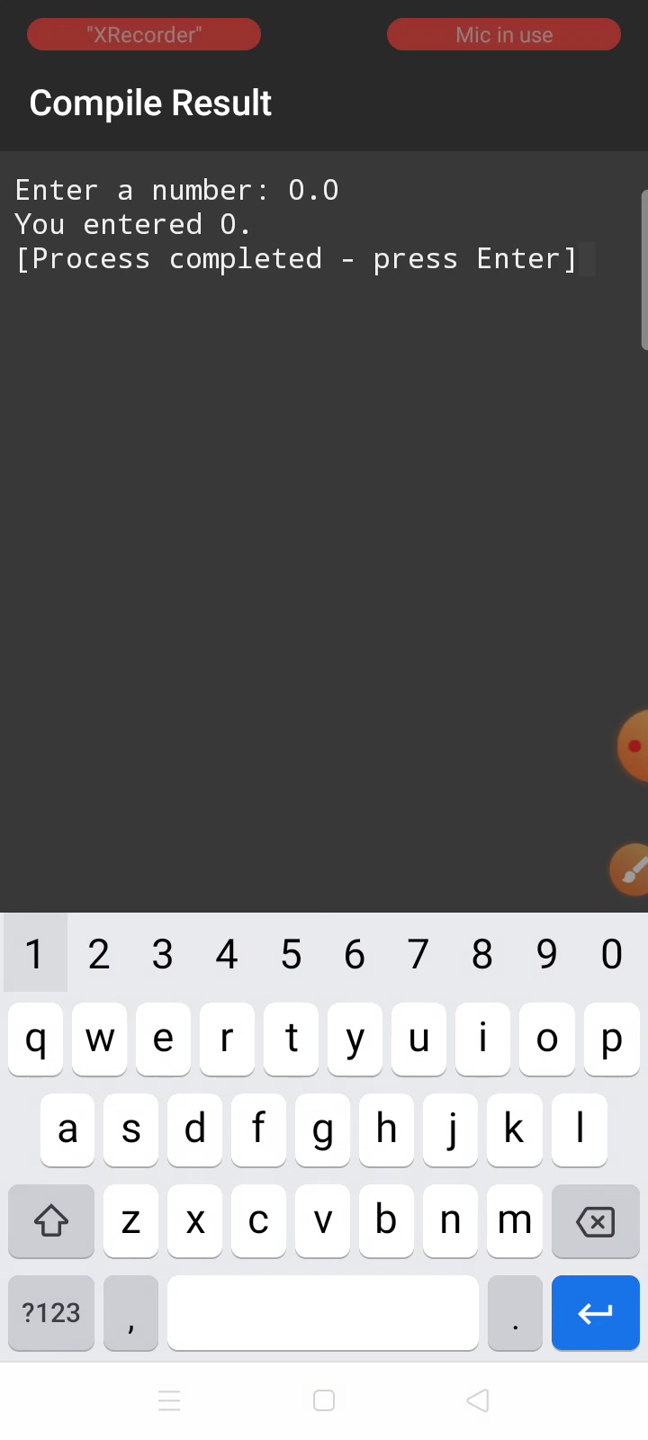 "XRecorder" Mic in use
Compile Result
Enter a number: 0.0
You entered 0.
[Process completed - press Enter]
1 2 3 4 5 6 7 8 9 0
q w e r t y u i o p
a s d f g h j k l
z x c v b n m
?123 , .